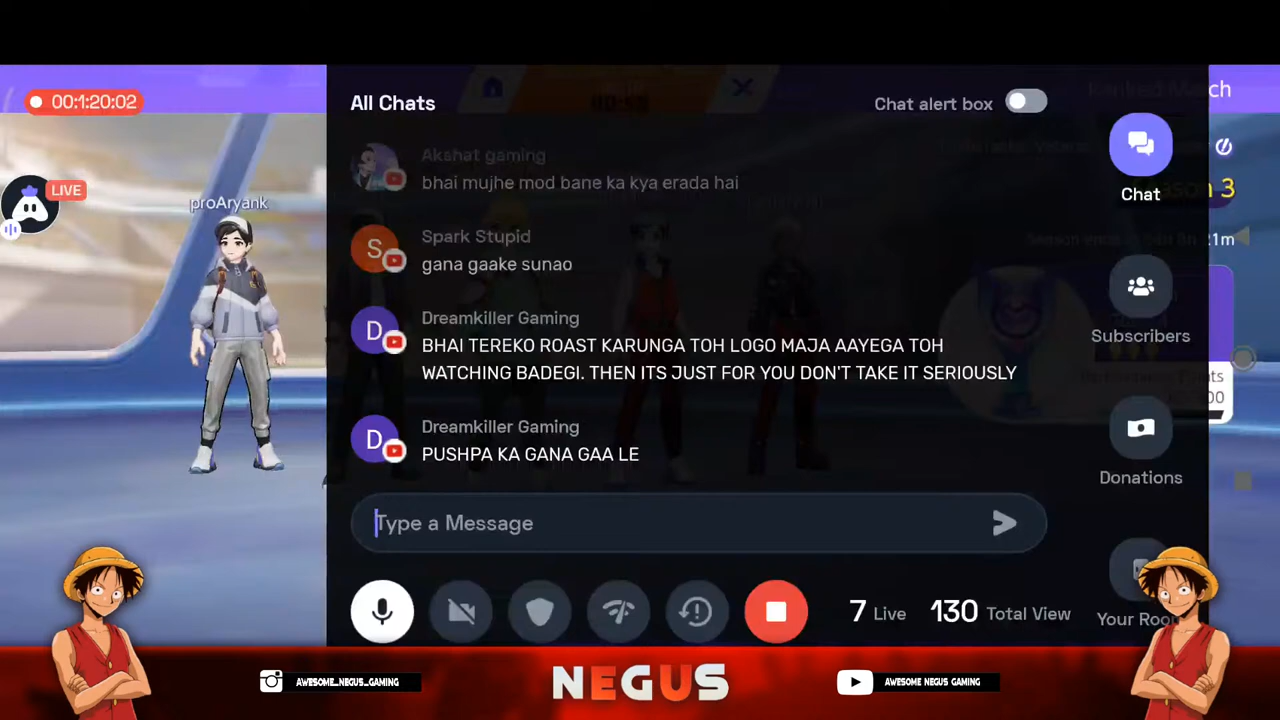 00:1:20:02
LIVE
proAryank
All Chats
Chat alert box
Akshat gaming
bhai mujhe mod bane ka kya erada hai
S
Spark Stupid
gana gaake sunao
D
Dreamkiller Gaming
BHAI TEREKO ROAST KARUNGA TOH LOGO MAJA AAYEGA TOH
WATCHING BADEGI. THEN ITS JUST FOR YOU DON'T TAKE IT SERIOUSLY
D
Dreamkiller Gaming
PUSHPA KA GANA GAA LE
Type a Message
7 Live 130 Total View
Chat
Subscribers
Donations
Your Roo
Ranked Match
21m
AWESOME_NEGUS_GAMING
NEGUS
AWESOME NEGUS GAMING